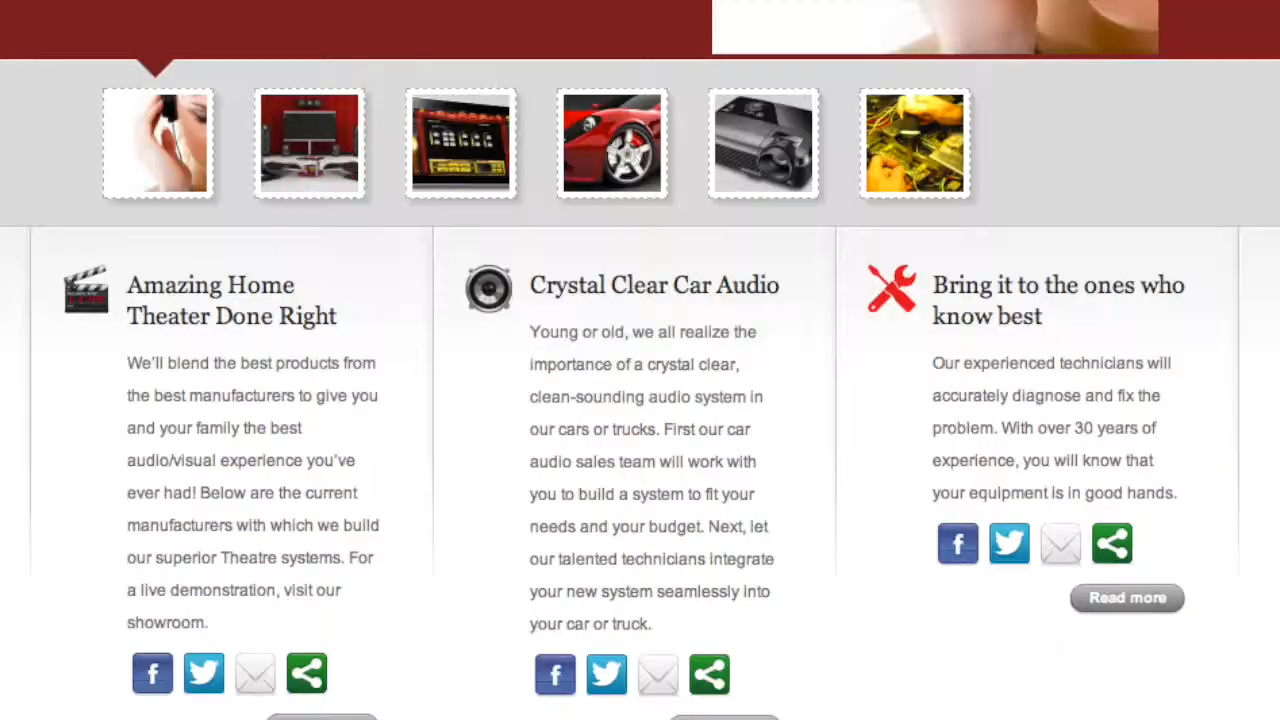 Amazing Home
Theater Done Right
We'll blend the best products from
the best manufacturers to give you
and your family the best
audio/visual experience you've
ever had! Below are the current
manufacturers with which we build
our superior Theatre systems. For
a live demonstration, visit our
showroom.
Crystal Clear Car Audio
Young or old, we all realize the
importance of a crystal clear,
clean-sounding audio system in
our cars or trucks. First our car
audio sales team will work with
you to build a system to fit your
needs and your budget. Next, let
our talented technicians integrate
your new system seamlessly into
your car or truck.
Bring it to the ones who
know best
Our experienced technicians will
accurately diagnose and fix the
problem. With over 30 years of
experience, you will know that
your equipment is in good hands.
Read more